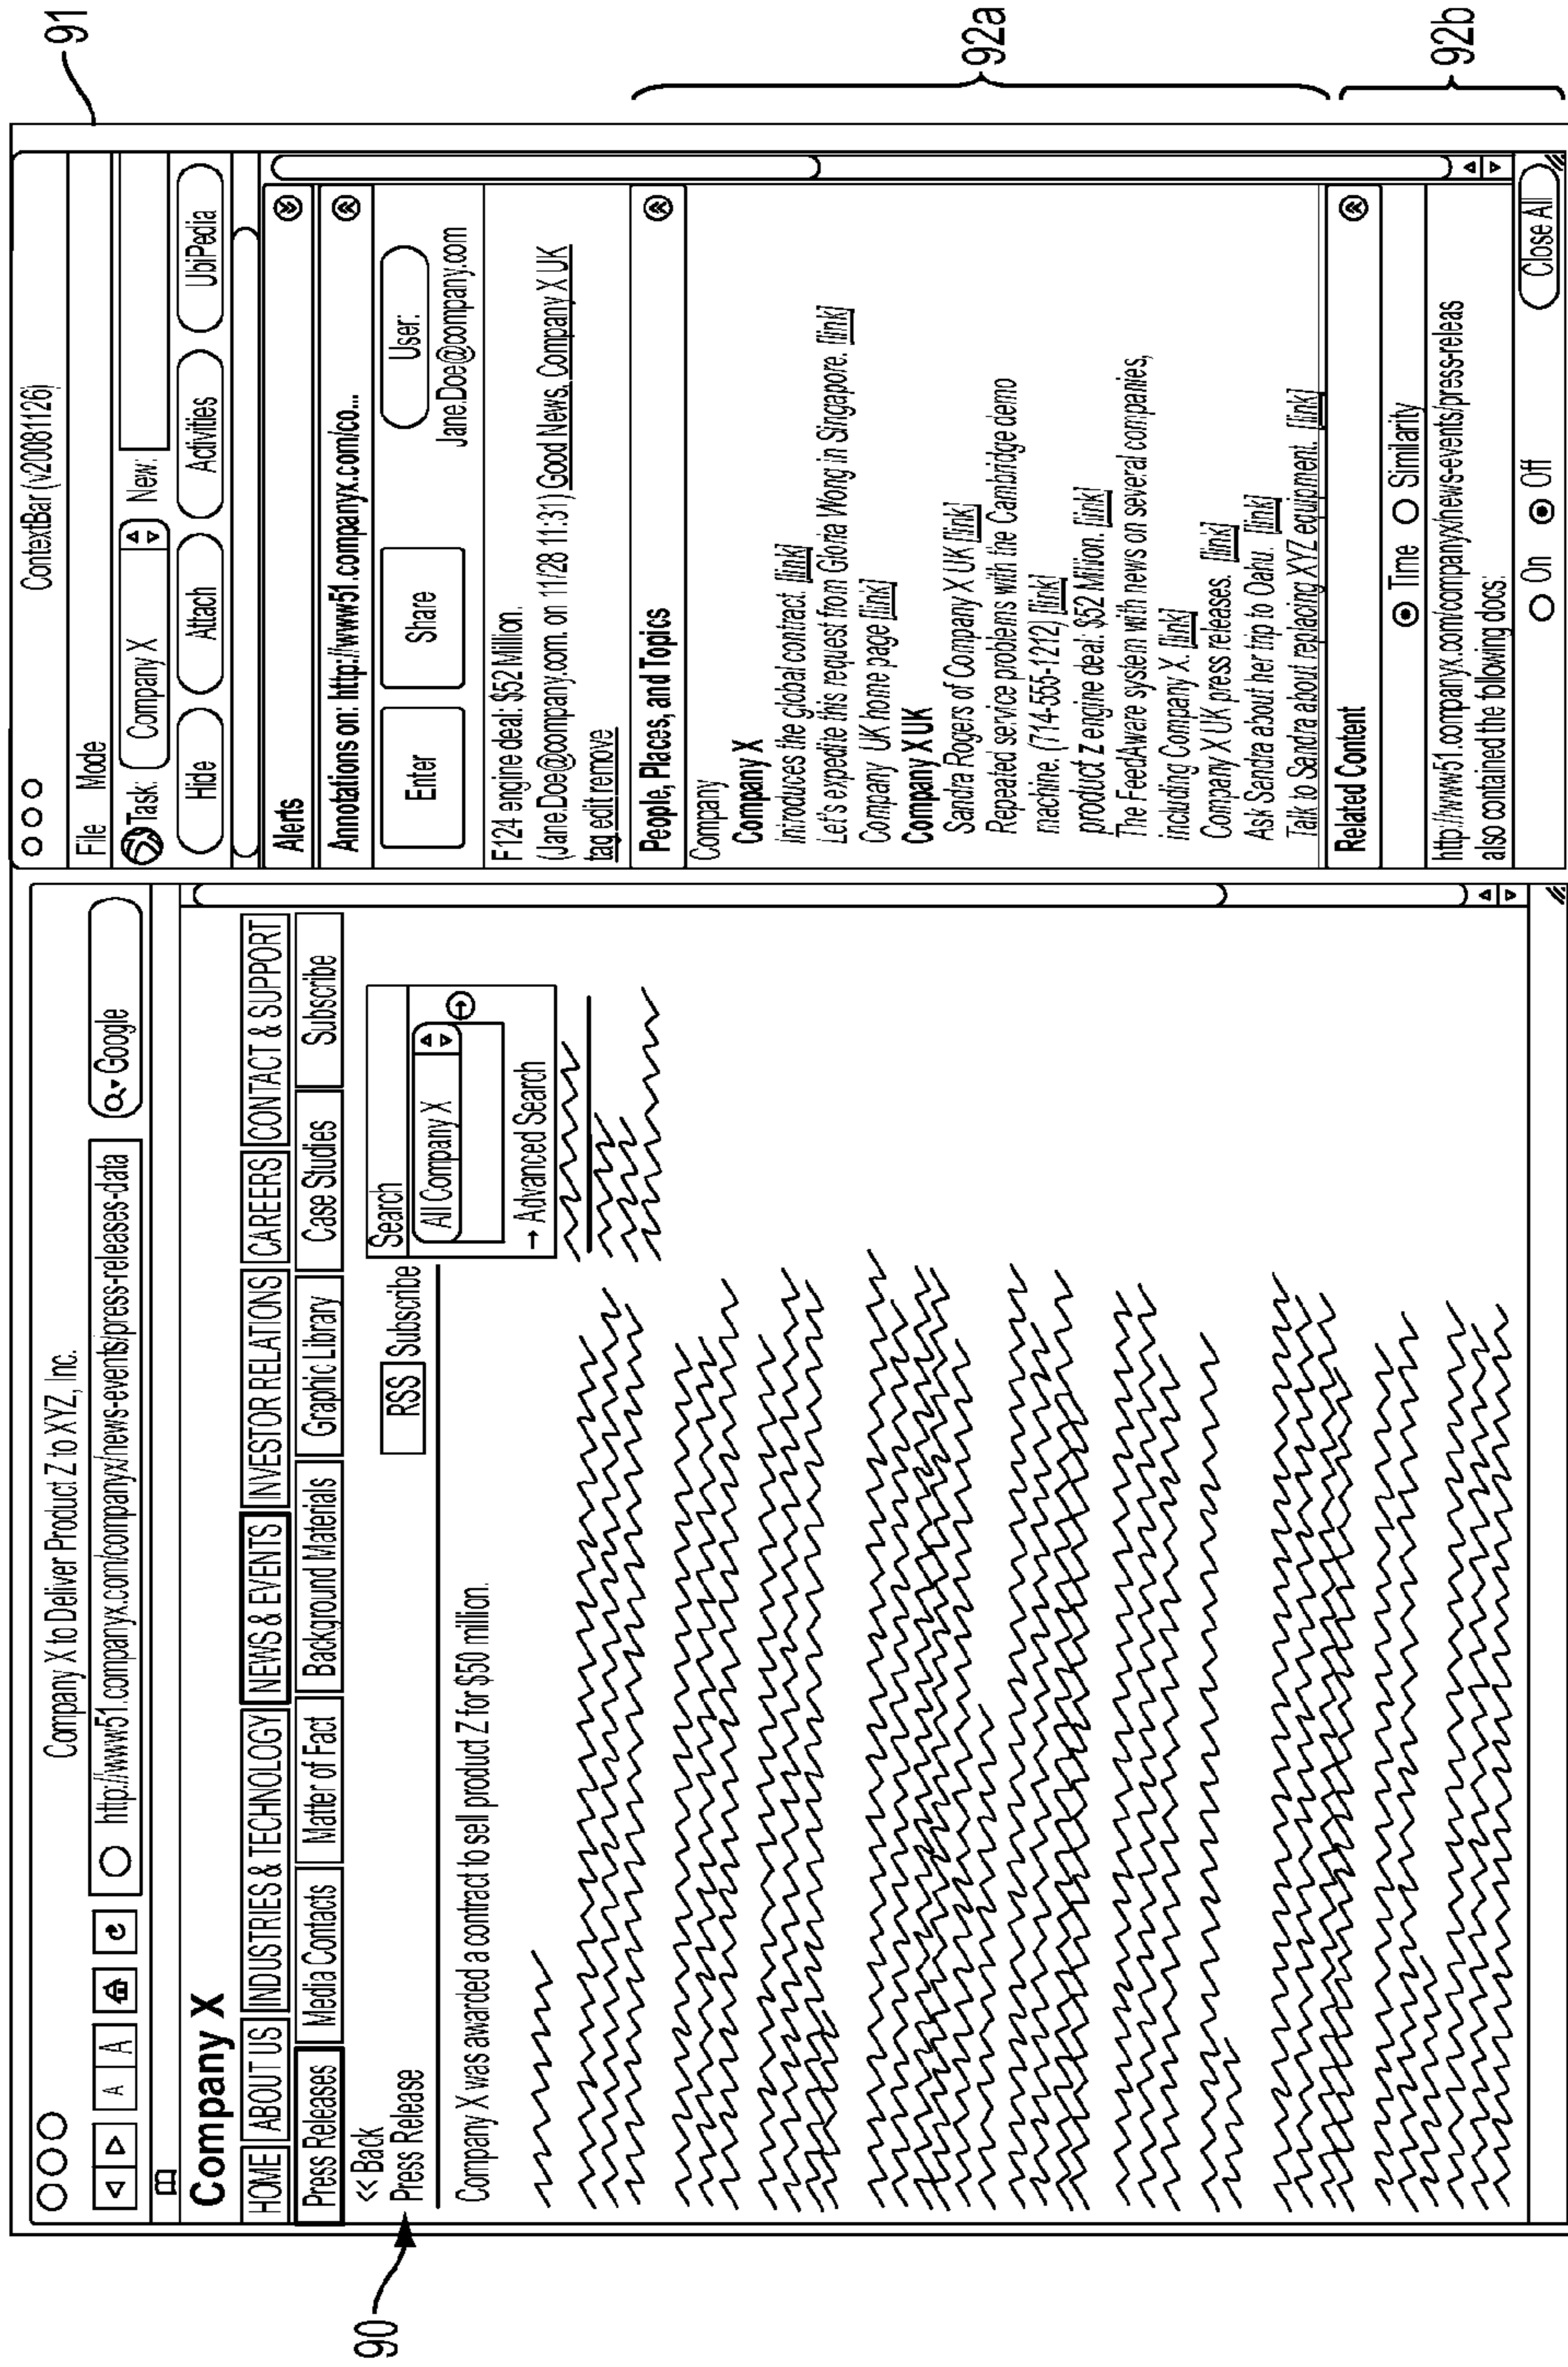 Company X to Deliver Product Z to XYZ, Inc.
A A http://www51.companyx.com/companyx/news-events/press-releases-data Google
Company X
HOME ABOUT US INDUSTRIES & TECHNOLOGY NEWS & EVENTS INVESTOR RELATIONS CAREERS CONTACT & SUPPORT
Press Releases Media Contacts Matter of Fact Background Materials Graphic Library Case Studies Subscribe
<< Back
Press Release
RSS Subscribe
Search
All Company X
→ Advanced Search
Company X was awarded a contract to sell product Z for $50 million.
90
ContextBar (v20081126)
File Mode
Task: Company X New:
Hide Attach Activities UbiPedia
Alerts
Annotations on: http://www51.companyx.com/co...
Enter Share User:
Jane.Doe@company.com
F124 engine deal: $52 Million.
(Jane.Doe@company.com. on 11/28 11:31) Good News, Company X UK
tag edit remove
People, Places, and Topics
Company
Company X
Introduces the global contract. [link]
Let's expedite this request from Gloria Wong in Singapore. [link]
Company UK home page [link]
Company X UK
Sandra Rogers of Company X UK [link]
Repeated service problems with the Cambridge demo
machine. (714-555-1212) [link]
product Z engine deal: $52 Million. [link]
The FeedAware system with news on several companies,
including Company X. [link]
Company X UK press releases. [link]
Ask Sandra about her trip to Oahu. [link]
Talk to Sandra about replacing XYZ equipment. [link]
Related Content
Time Similarity
http://www51.company.com/companyx/news-events/press-releas
also contained the following docs:
On Off Close All
91
92a
92b